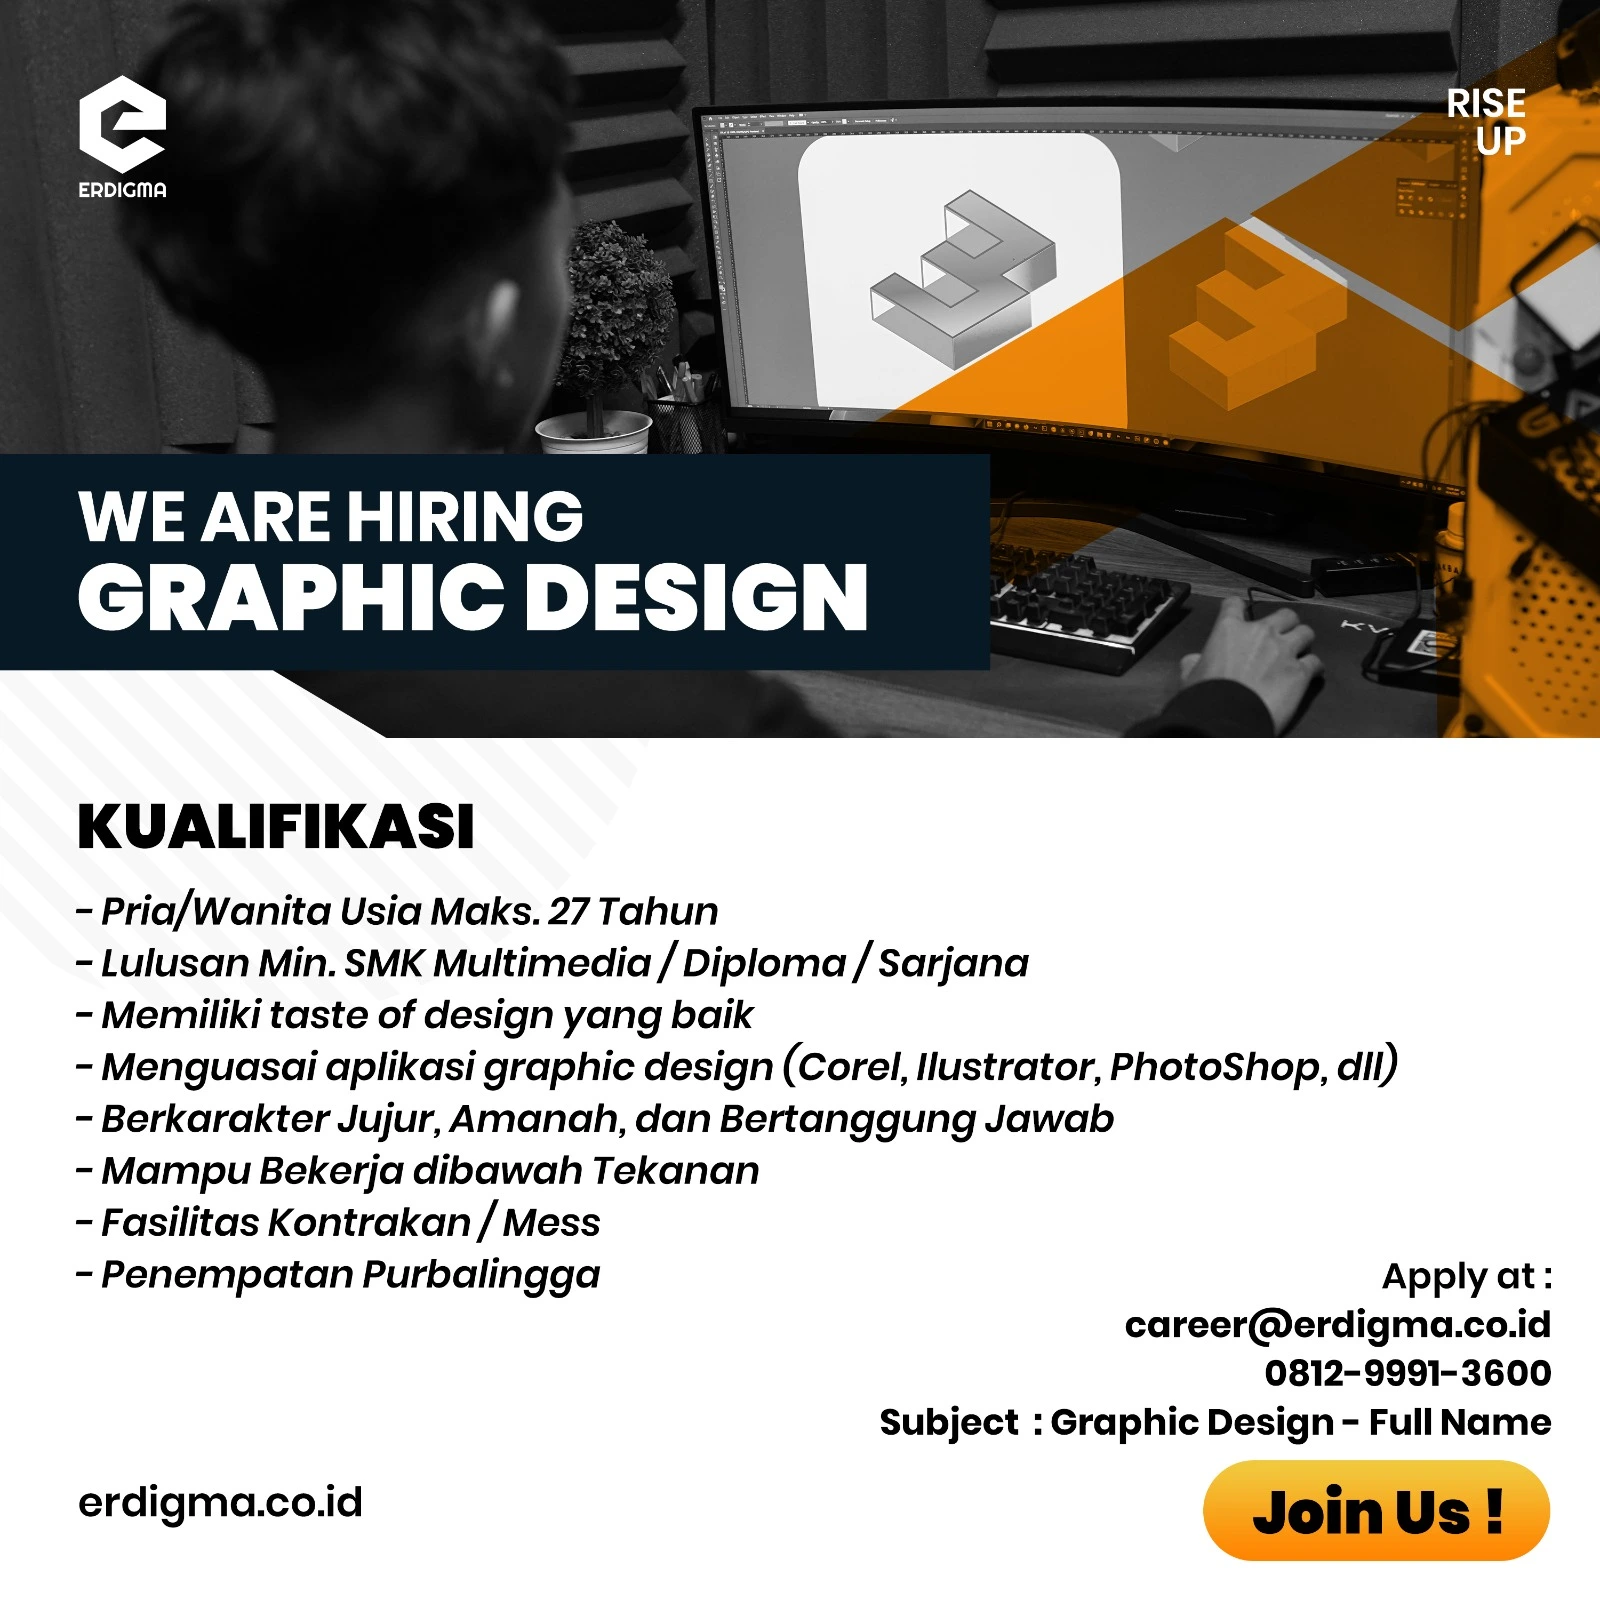 ERDIGMA
RISE
UP
WE ARE HIRING
GRAPHIC DESIGN
KUALIFIKASI
- Pria/Wanita Usia Maks. 27 Tahun
- Lulusan Min. SMK Multimedia / Diploma / Sarjana
- Memiliki taste of design yang baik
- Menguasai aplikasi graphic design (Corel, Ilustrator, PhotoShop, dll)
- Berkarakter Jujur, Amanah, dan Bertanggung Jawab
- Mampu Bekerja dibawah Tekanan
- Fasilitas Kontrakan / Mess
- Penempatan Purbalingga
Apply at :
career@erdigma.co.id
0812-9991-3600
Subject : Graphic Design - Full Name
erdigma.co.id
Join Us !